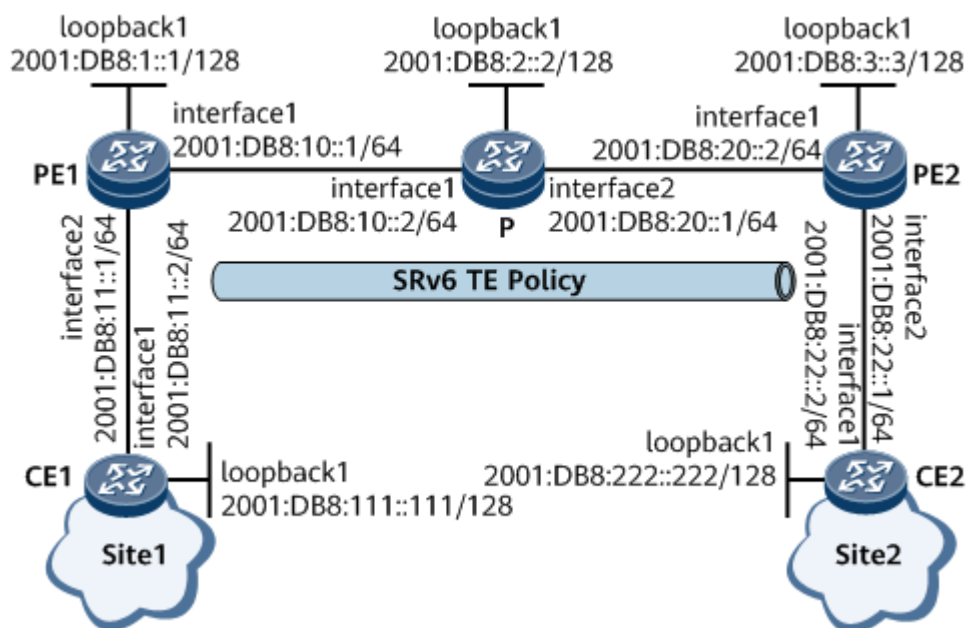 loopback1
2001:DB8:1::1/128
loopback1
2001:DB8:2::2/128
loopback1
2001:DB8:3::3/128
interface1
2001:DB8:10::1/64
interface1
2001:DB8:20::2/64
PE1
interface1
2001:DB8:10::2/64
P
interface2
2001:DB8:20::1/64
PE2
interface2
2001:DB8:11::1/64
interface1
2001:DB8:11::2/64
SRv6 TE Policy
2001:DB8:22::2/64
interface1
2001:DB8:22::1/64
interface2
CE1
loopback1
2001:DB8:111::111/128
loopback1
2001:DB8:222::222/128
CE2
Site1
Site2